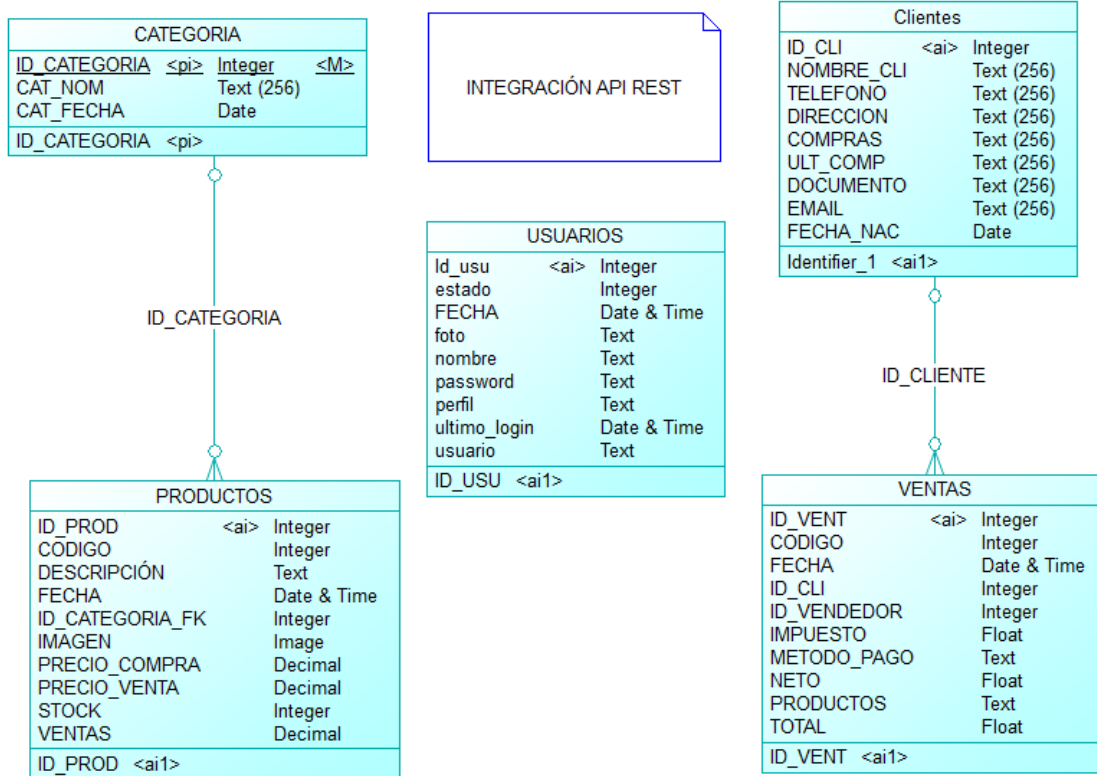 CATEGORIA
ID_CATEGORIA <pi> Integer <M>
CAT_NOM Text (256)
CAT_FECHA Date
ID_CATEGORIA <pi>
INTEGRACIÓN API REST
Clientes
ID_CLI <ai> Integer
NOMBRE_CLI Text (256)
TELEFONO Text (256)
DIRECCION Text (256)
COMPRAS Text (256)
ULT_COMP Text (256)
DOCUMENTO Text (256)
EMAIL Text (256)
FECHA_NAC Date
Identifier_1 <ai1>
USUARIOS
Id_usu <ai> Integer
estado Integer
FECHA Date & Time
foto Text
nombre Text
password Text
perfil Text
ultimo_login Date & Time
usuario Text
ID_USU <ai1>
ID_CATEGORIA
ID_CLIENTE
PRODUCTOS
ID_PROD <ai> Integer
CODIGO Integer
DESCRIPCIÓN Text
FECHA Date & Time
ID_CATEGORIA_FK Integer
IMAGEN Image
PRECIO_COMPRA Decimal
PRECIO_VENTA Decimal
STOCK Integer
VENTAS Decimal
ID_PROD <ai1>
VENTAS
ID_VENT <ai> Integer
CODIGO Integer
FECHA Date & Time
ID_CLI Integer
ID_VENDEDOR Integer
IMPUESTO Float
METODO_PAGO Text
NETO Float
PRODUCTOS Text
TOTAL Float
ID_VENT <ai1>